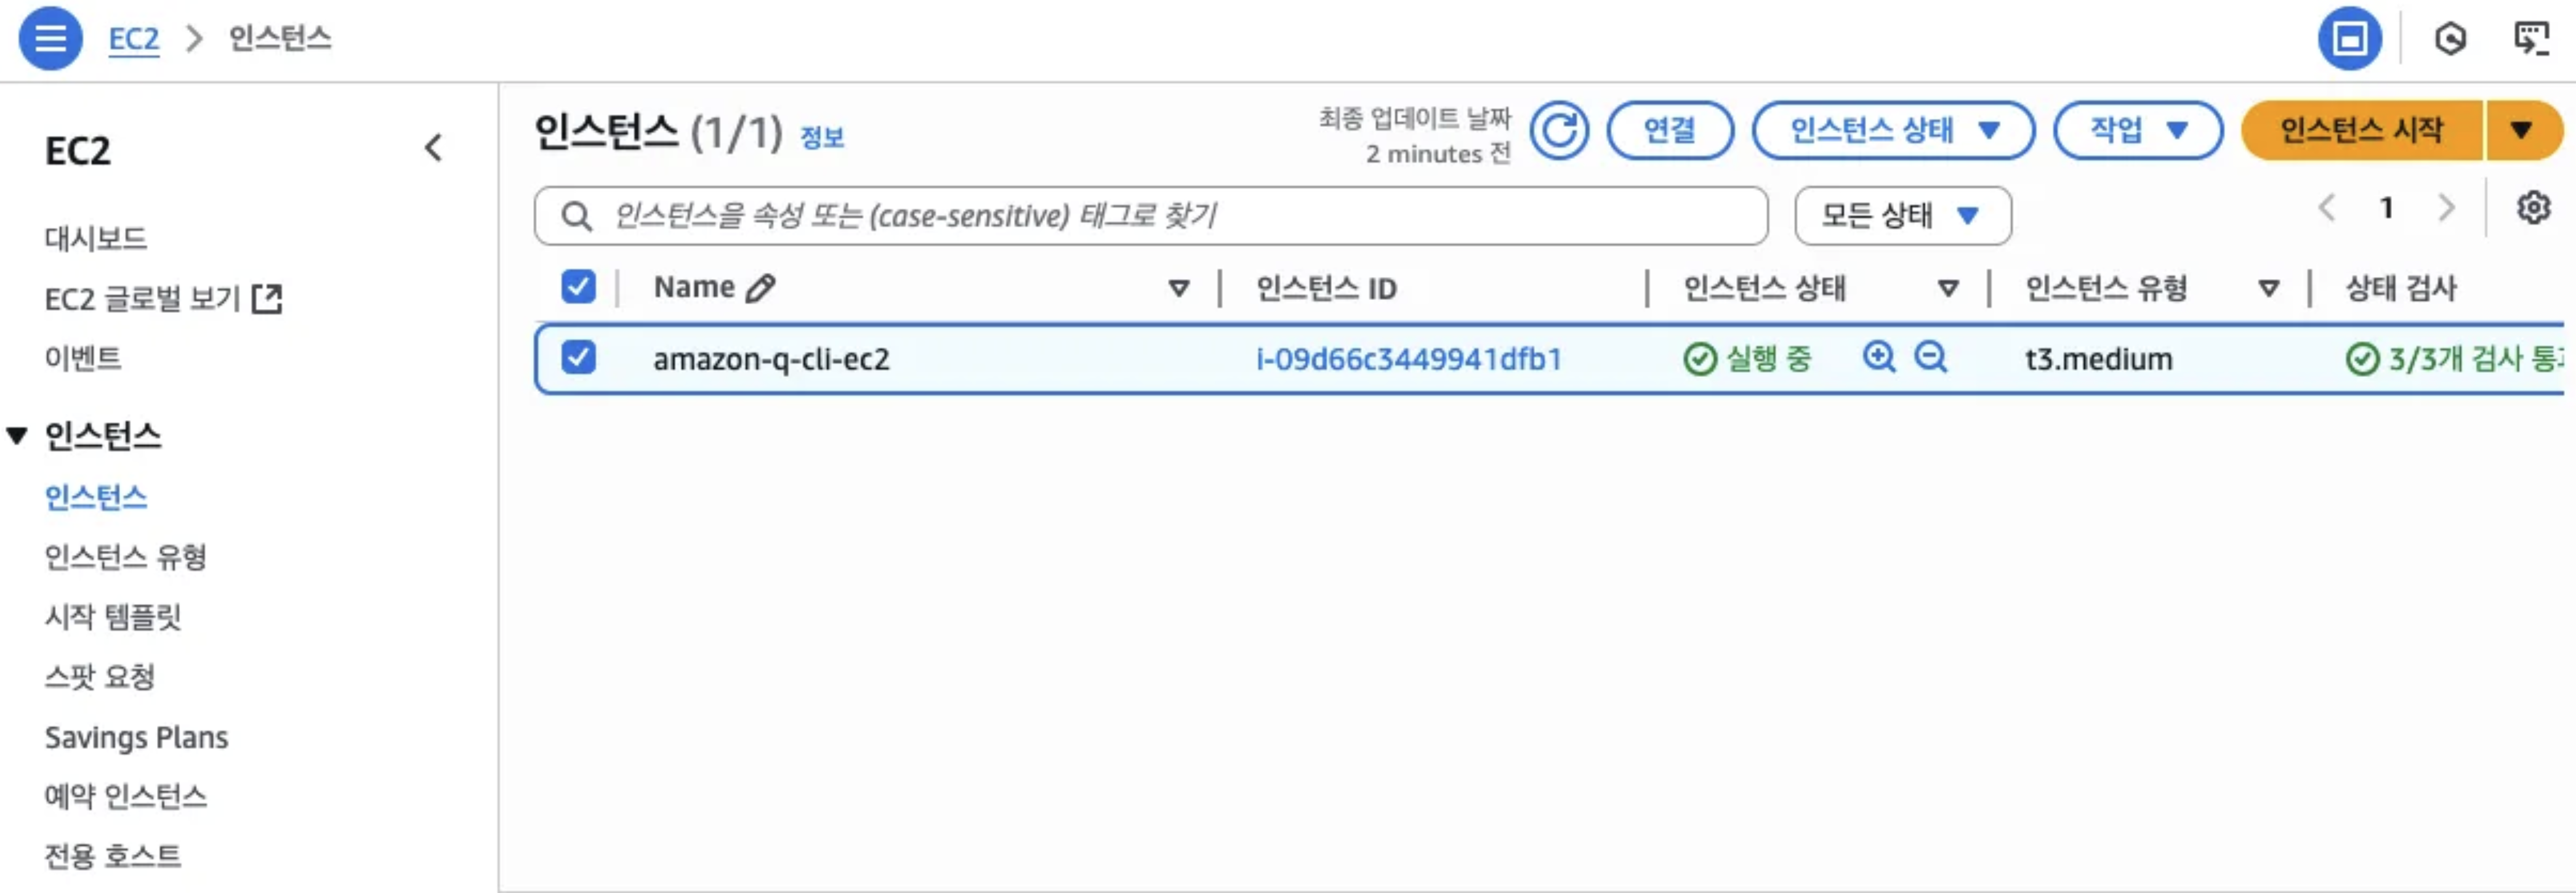 EC2 > 인스턴스
EC2
대시보드
EC2 글로벌 보기
이벤트
인스턴스
인스턴스
인스턴스 유형
시작 템플릿
스팟 요청
Savings Plans
예약 인스턴스
전용 호스트
인스턴스 (1/1) 정보
최종 업데이트 날짜
2 minutes 전
연결
인스턴스 상태
작업
인스턴스 시작
인스턴스을 속성 또는 (case-sensitive) 태그로 찾기
모든 상태
1
Name 인스턴스 ID 인스턴스 상태 인스턴스 유형 상태 검사
amazon-q-cli-ec2 i-09d66c3449941dfb1 실행 중 t3.medium 3/3개 검사 통